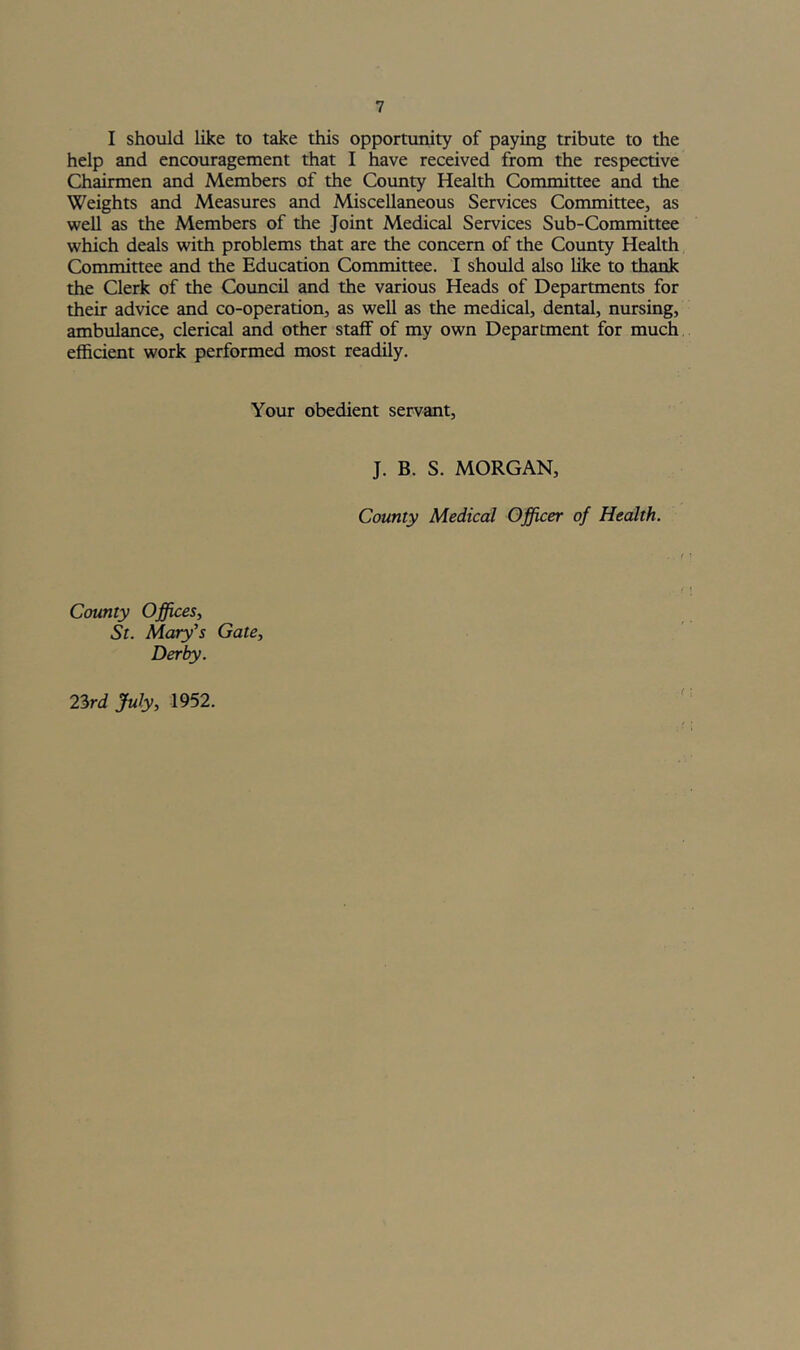 7
I should like to take this opportunity of paying tribute to the
help and encouragement that I have received from the respective
Chairmen and Members of the County Health Committee and the
Weights and Measures and Miscellaneous Services Committee, as
well as the Members of the Joint Medical Services Sub-Committee
which deals with problems that are the concern of the County Health
Committee and the Education Committee. I should also like to thank
the Clerk of the Council and the various Heads of Departments for
their advice and co-operation, as well as the medical, dental, nursing,
ambulance, clerical and other staff of my own Department for much
efficient work performed most readily.
Your obedient servant,
J. B. S. MORGAN,
County Medical Officer of Health.
County Offices,
St. Mary's Gate,
Derby.
23rd July, 1952.